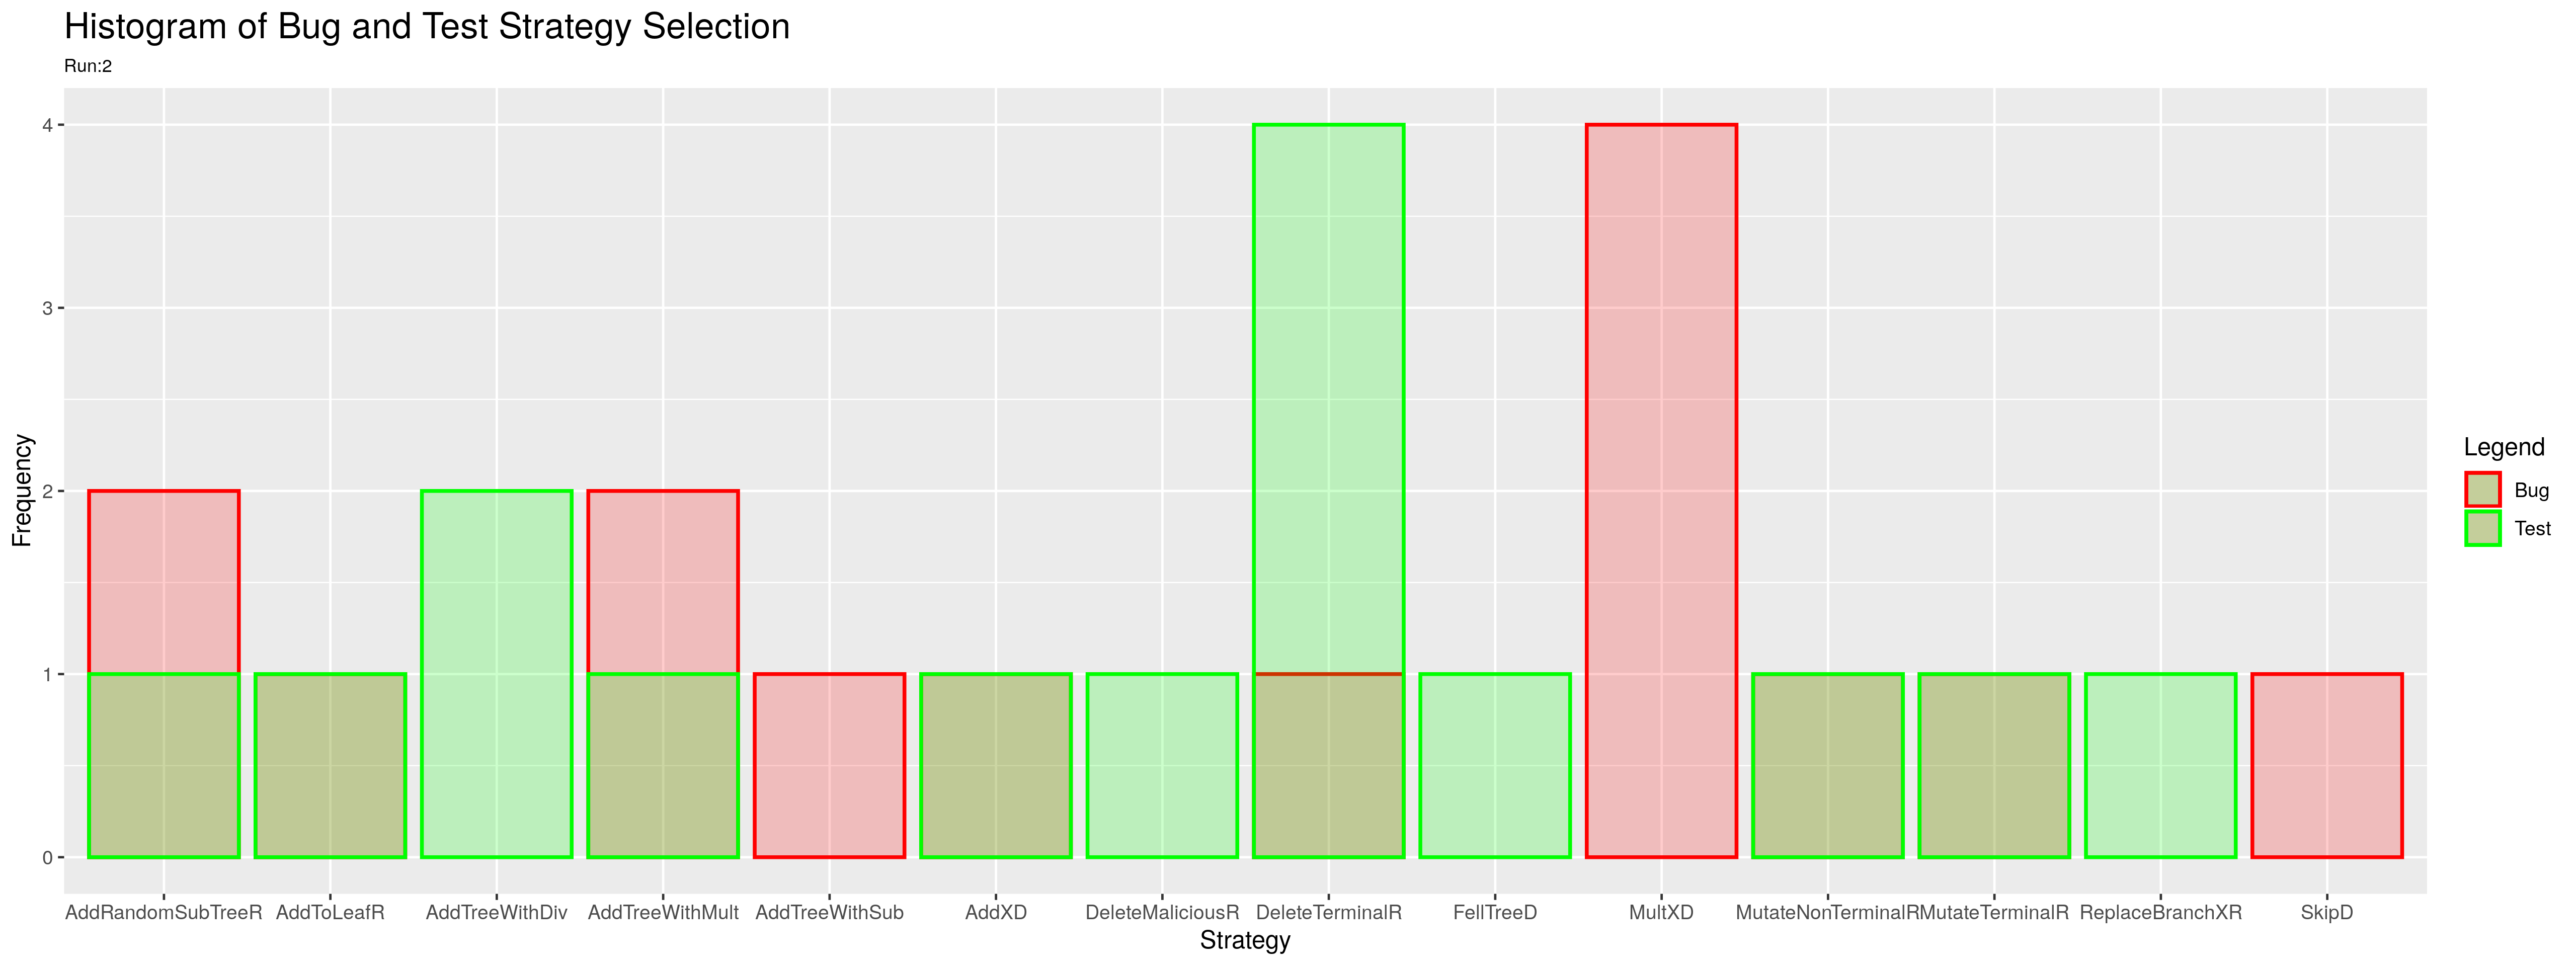 Histogram of Bug and Test Strategy Selection
Run:2
Frequency
4
3
2
1
0
AddRandomSubTreeR AddToLeafR AddTreeWithDiv AddTreeWithMult AddTreeWithSub AddXD DeleteMaliciousR DeleteTerminalR FellTreeD MultXD MutateNonTerminalR MutateTerminalR ReplaceBranchXR SkipD
Strategy
Legend
Bug
Test